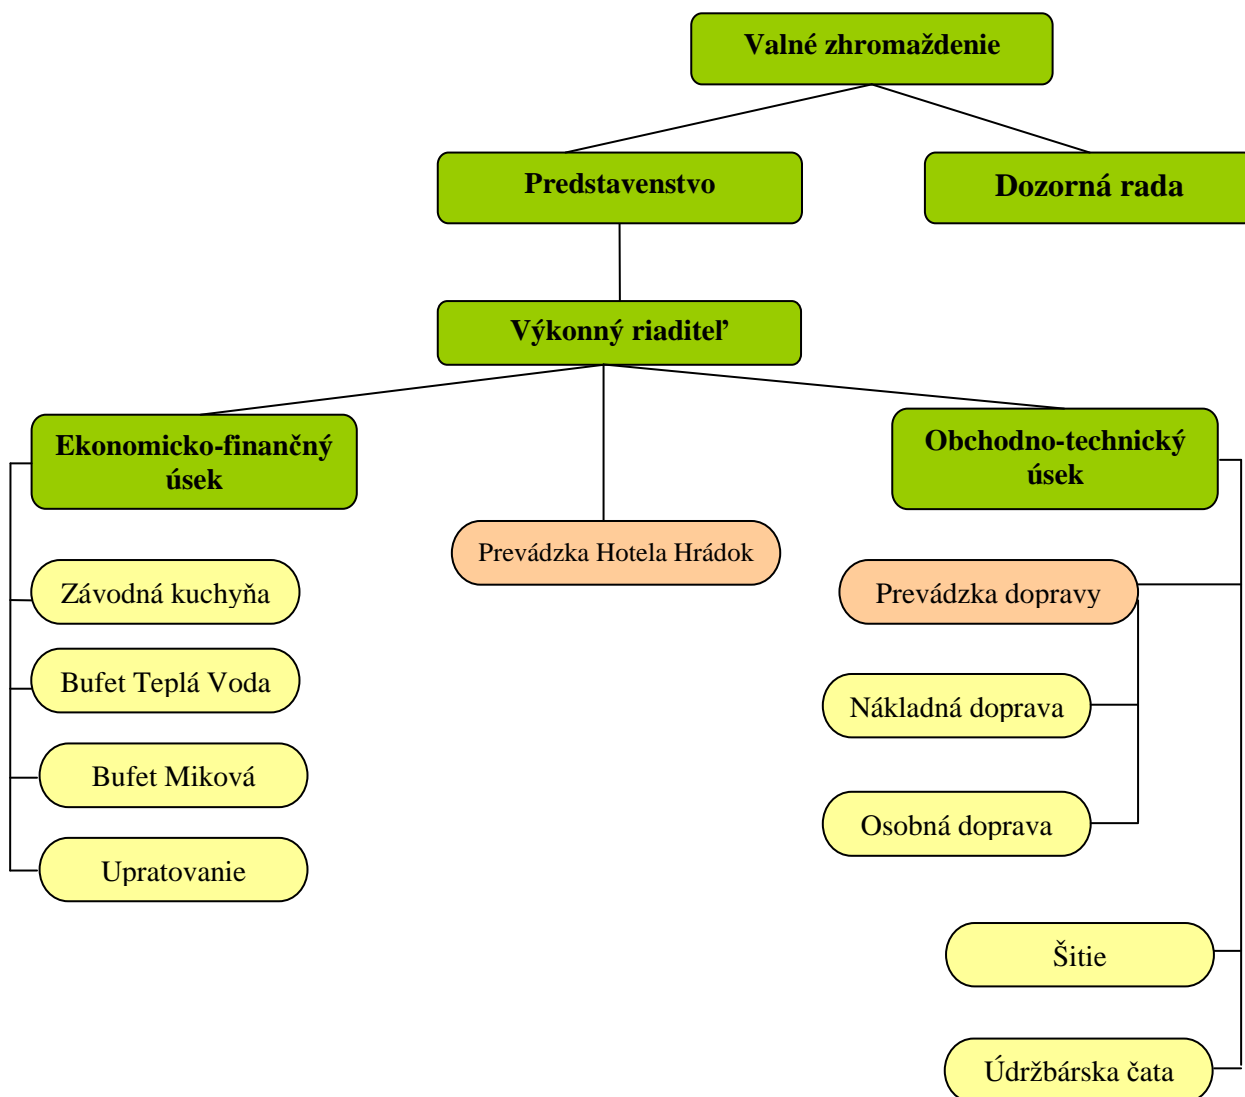 Valné zhromaždenie
Predstavenstvo
Dozorná rada
Výkonný riaditeľ
Ekonomicko-finančný
úsek
Obchodno-technický
úsek
Prevádzka Hotela Hrádok
Závodná kuchyňa
Prevádzka dopravy
Bufet Teplá Voda
Nákladná doprava
Bufet Miková
Osobná doprava
Upratovanie
Šitie
Údržbárska čata